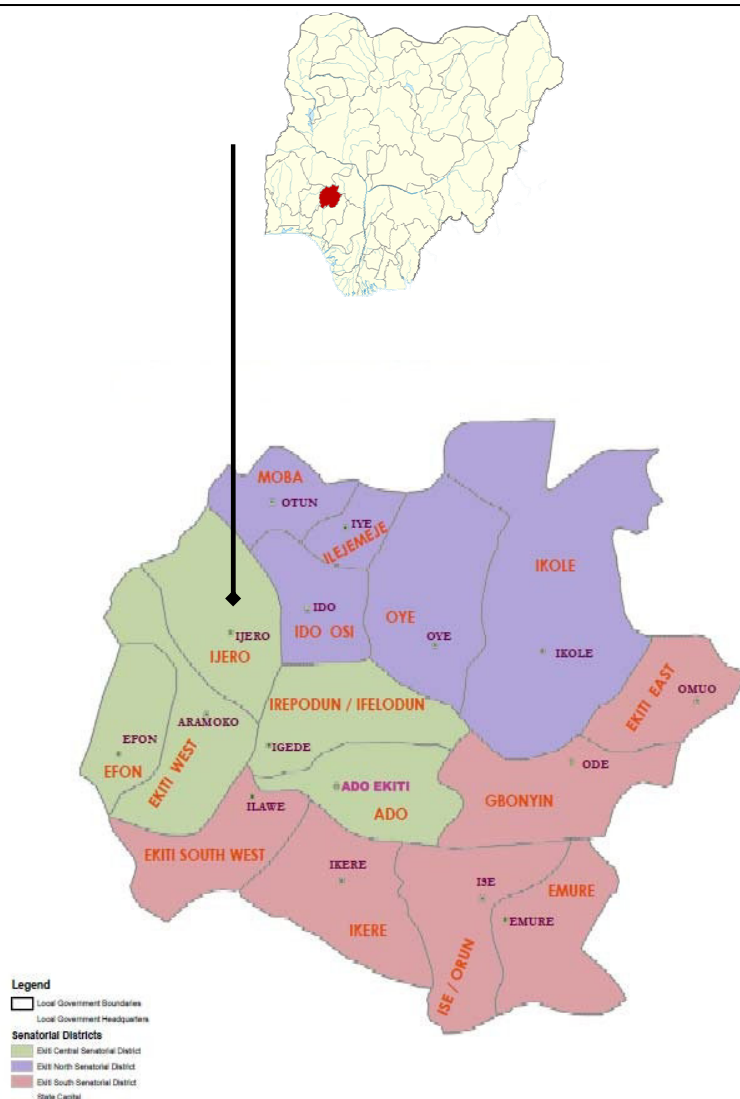 MOBA
OTUN
IYE
ILEJEMEJE
IKOLE
IDO
OYE
IDO OSI
OYE
IJERO
IJERO
IKOLE
EKITI EAST
OMUO
IREPODUN / IFELODUN
ARAMOKO
EFON
EFON
EKITI WEST
IGEDE
ODE
ADO EKITI
GBONYIN
ILAWE
ADO
EKITI SOUTH WEST
IKERE
ISE
EMURE
EMURE
IKERE
ISE / ORUN
Legend
Local Government Boundaries
Local Government Headquarters
Senatorial Districts
Ekiti Central Senatorial District
Ekiti North Senatorial District
Ekiti South Senatorial District
State Capital